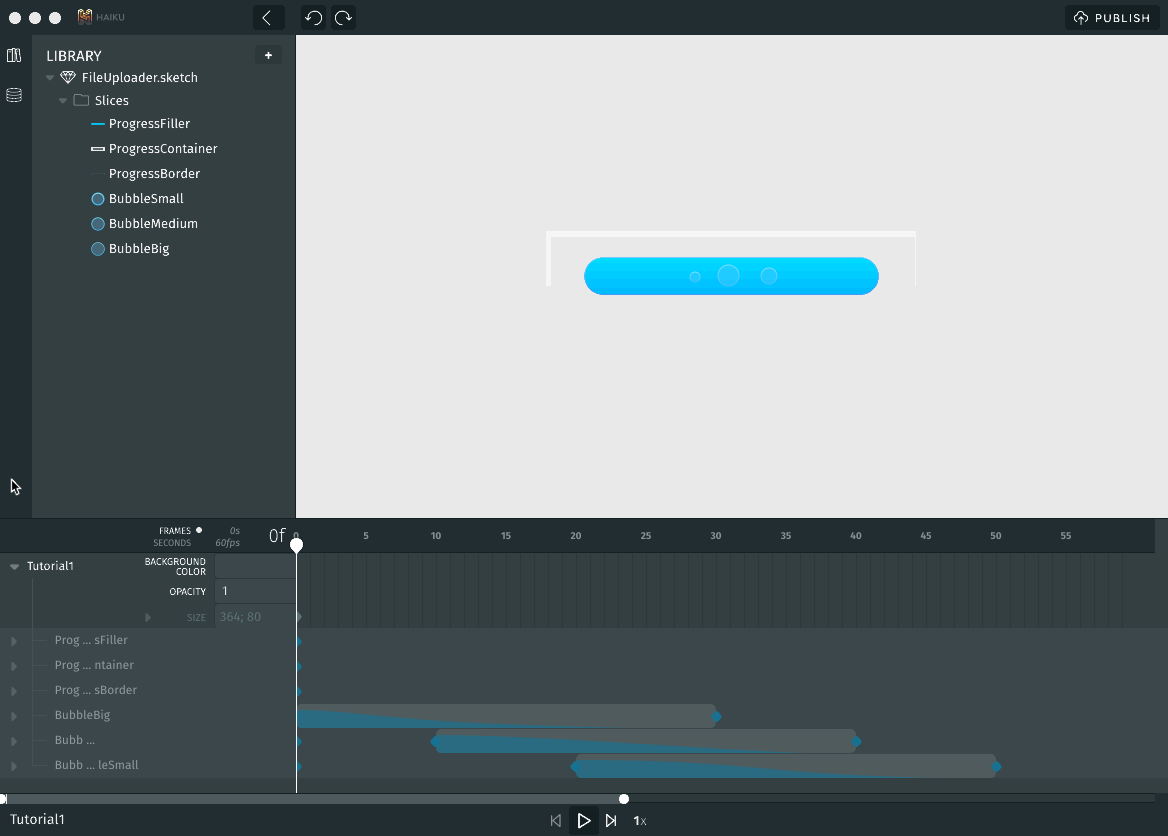 HAIKU
PUBLISH
LIBRARY
+
FileUploader.sketch
Slices
ProgressFiller
ProgressContainer
ProgressBorder
BubbleSmall
BubbleMedium
BubbleBig
FRAMES 0s
SECONDS 60fps
0f
0 5 10 15 20 25 30 35 40 45 50 55
Tutorial1
BACKGROUND
COLOR
OPACITY 1
SIZE 364; 80
Prog ... sFiller
Prog ... ntainer
Prog ... sBorder
BubbleBig
Bubb ...
Bubb ... leSmall
Tutorial1
1x